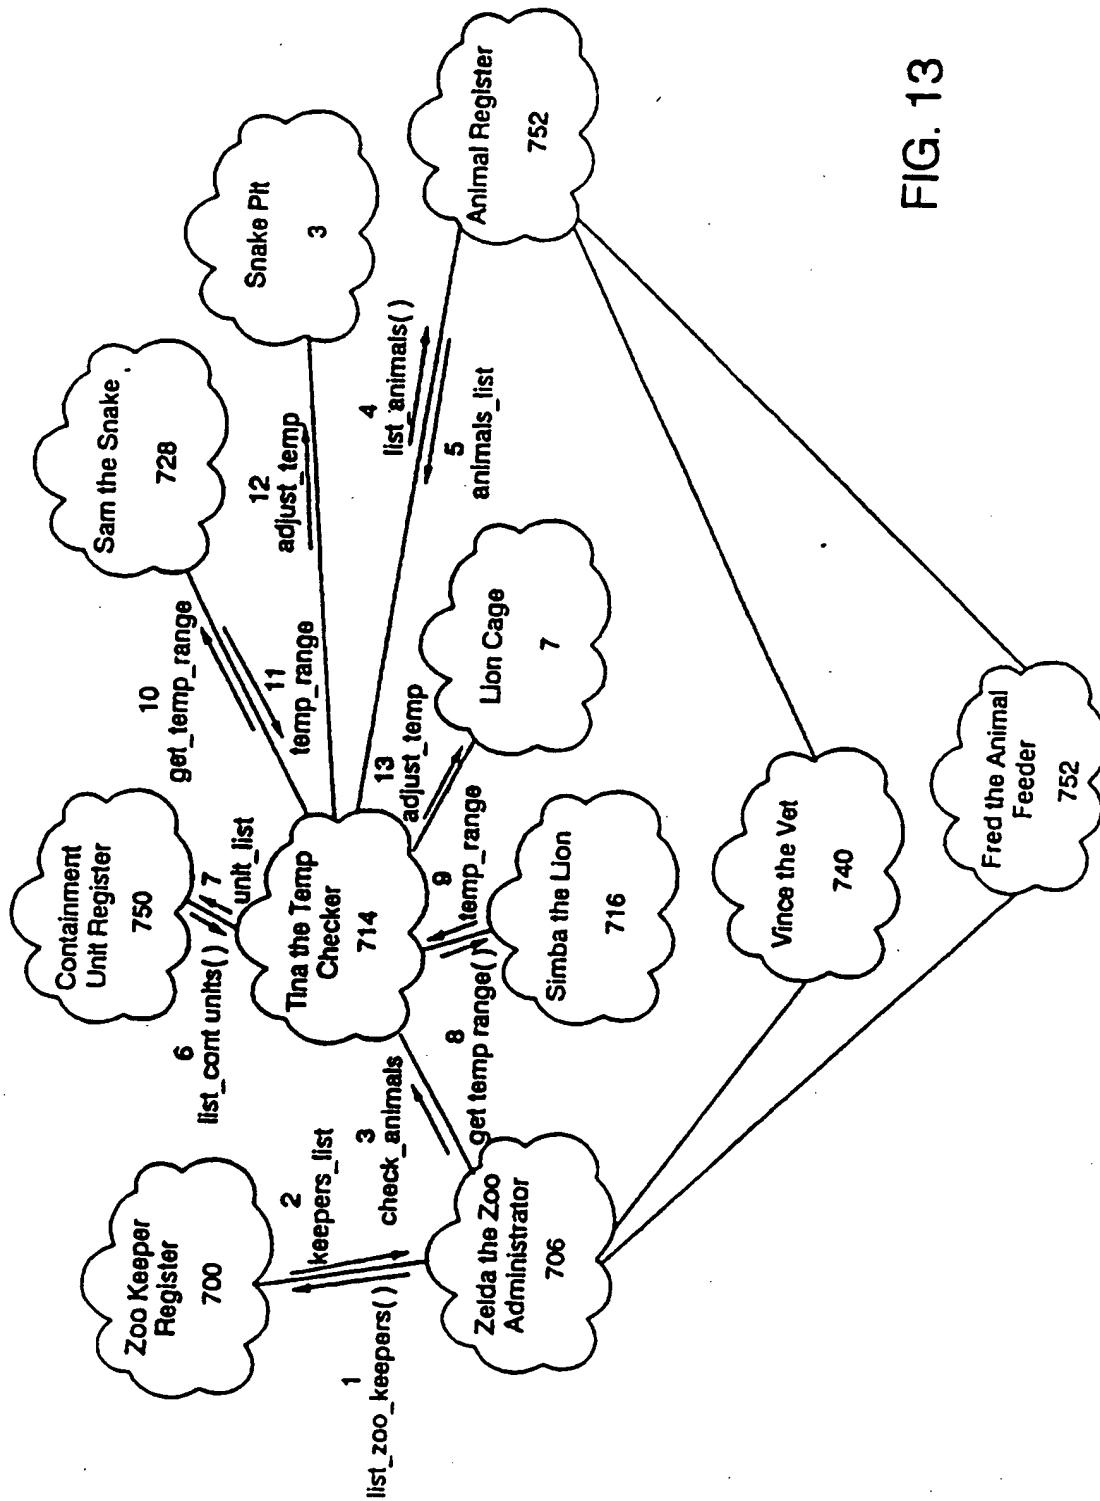 Zoo Keeper
Register
700
1
list_zoo_keepers()
2
keepers_list
Zelda the Zoo
Administrator
706
3
check_animals
Containment
Unit Register
750
6
list_cont units()
7
unit_list
Tina the Temp
Checker
714
8
get temp range()
9
temp_range
Simba the Lion
716
10
get_temp_range
11
temp_range
Sam the Snake
728
12
adjust_temp
Snake Pit
3
13
adjust_temp
Lion Cage
7
4
list_animals()
5
animals_list
Animal Register
752
Vince the Vet
740
Fred the Animal
Feeder
752
FIG. 13